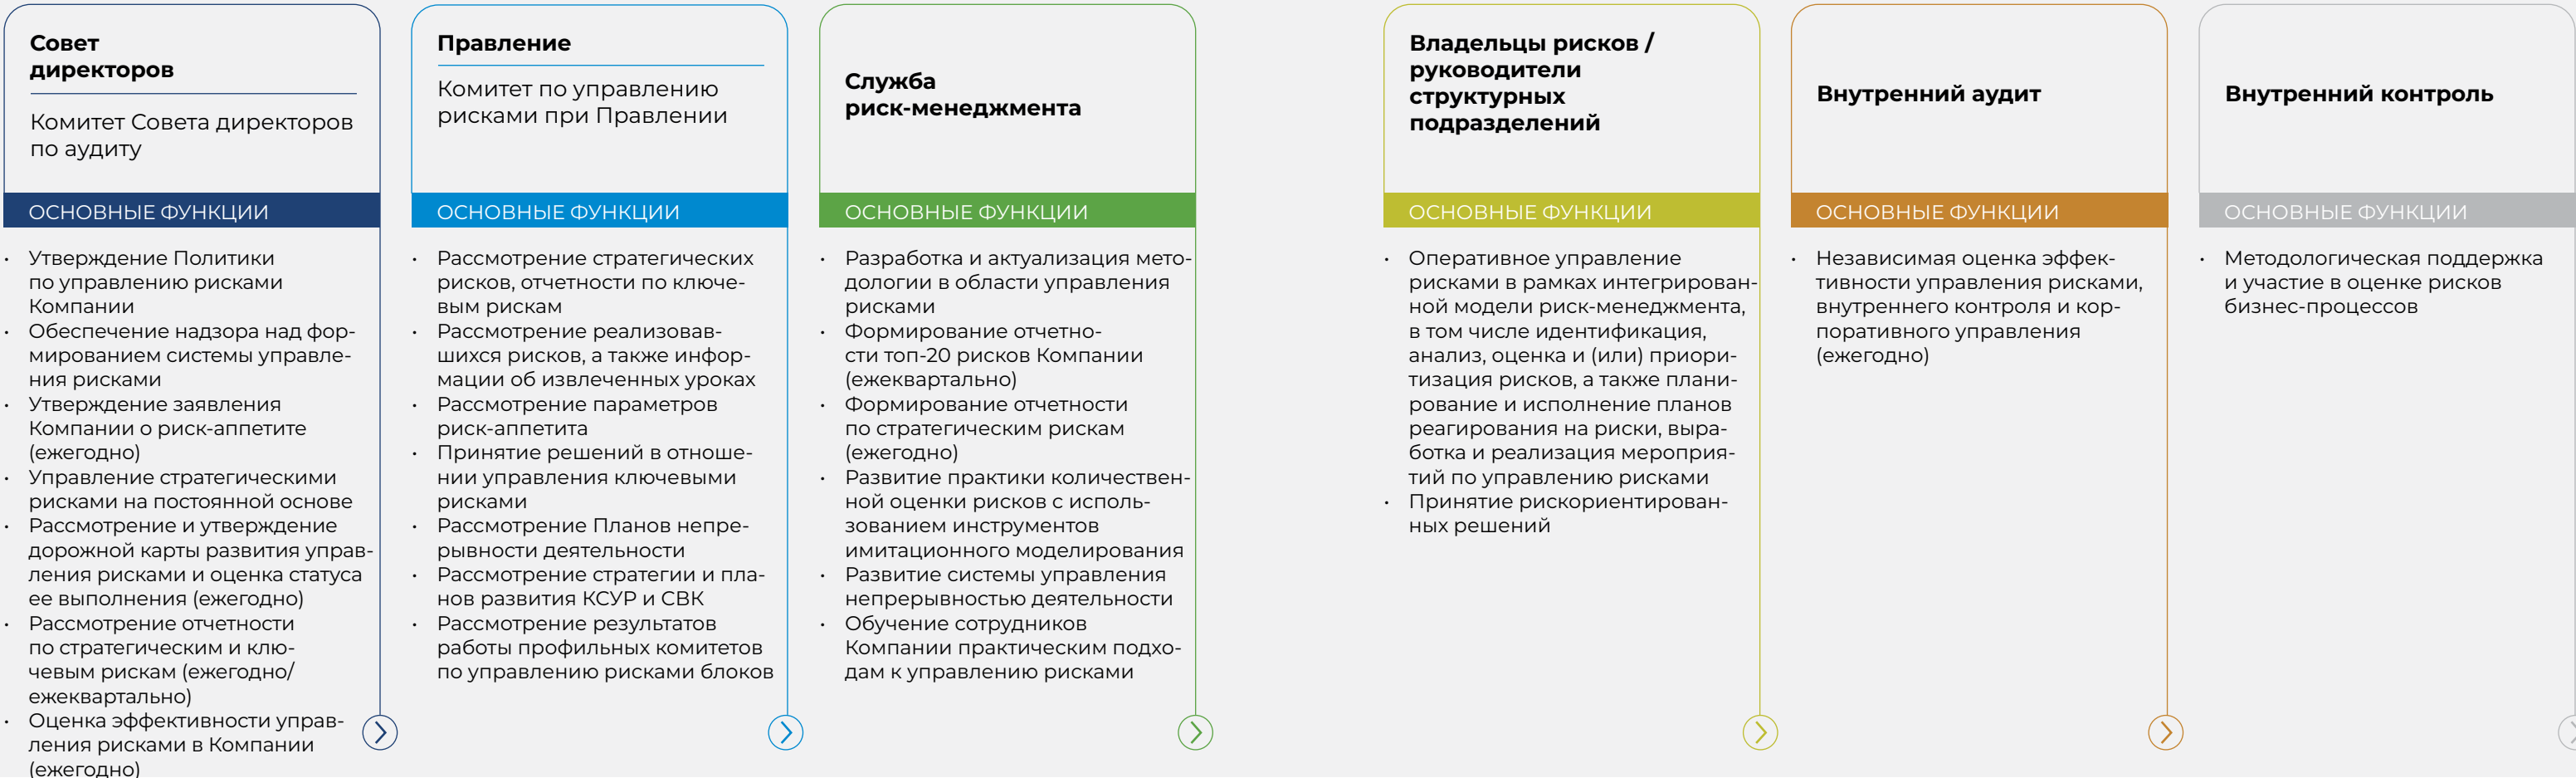 Совет
директоров
Комитет Совета директоров
по аудиту
ОСНОВНЫЕ ФУНКЦИИ
• Утверждение Политики
по управлению рисками
Компании
• Обеспечение надзора над фор-
мированием системы управле-
ния рисками
• Утверждение заявления
Компании о риск-аппетите
(ежегодно)
• Управление стратегическими
рисками на постоянной основе
• Рассмотрение и утверждение
дорожной карты развития управ-
ления рисками и оценка статуса
ее выполнения (ежегодно)
• Рассмотрение отчетности
по стратегическим и клю-
чевым рискам (ежегодно/
ежеквартально)
• Оценка эффективности управ-
ления рисками в Компании
(ежегодно)
Правление
Комитет по управлению
рисками при Правлении
ОСНОВНЫЕ ФУНКЦИИ
• Рассмотрение стратегических
рисков, отчетности по ключе-
вым рискам
• Рассмотрение реализовав-
шихся рисков, а также инфор-
мации об извлеченных уроках
• Рассмотрение параметров
риск-аппетита
• Принятие решений в отноше-
нии управления ключевыми
рисками
• Рассмотрение Планов непре-
рывности деятельности
• Рассмотрение стратегии и пла-
нов развития КСУР и СВК
• Рассмотрение результатов
работы профильных комитетов
по управлению рисками блоков
Служба
риск-менеджмента
ОСНОВНЫЕ ФУНКЦИИ
• Разработка и актуализация мето-
дологии в области управления
рисками
• Формирование отчетно-
сти топ-20 рисков Компании
(ежеквартально)
• Формирование отчетности
по стратегическим рискам
(ежегодно)
• Развитие практики количествен-
ной оценки рисков с исполь-
зованием инструментов
имитационного моделирования
• Развитие системы управления
непрерывностью деятельности
• Обучение сотрудников
Компании практическим подхо-
дам к управлению рисками
Владельцы рисков /
руководители
структурных
подразделений
ОСНОВНЫЕ ФУНКЦИИ
• Оперативное управление
рисками в рамках интегрирован-
ной модели риск-менеджмента,
в том числе идентификация,
анализ, оценка и (или) приори-
тизация рисков, а также плани-
рование и исполнение планов
реагирования на риски, выра-
ботка и реализация мероприя-
тий по управлению рисками
• Принятие рискориентирован-
ных решений
Внутренний аудит
ОСНОВНЫЕ ФУНКЦИИ
• Независимая оценка эффек-
тивности управления рисками,
внутреннего контроля и кор-
поративного управления
(ежегодно)
Внутренний контроль
ОСНОВНЫЕ ФУНКЦИИ
• Методологическая поддержка
и участие в оценке рисков
бизнес-процессов